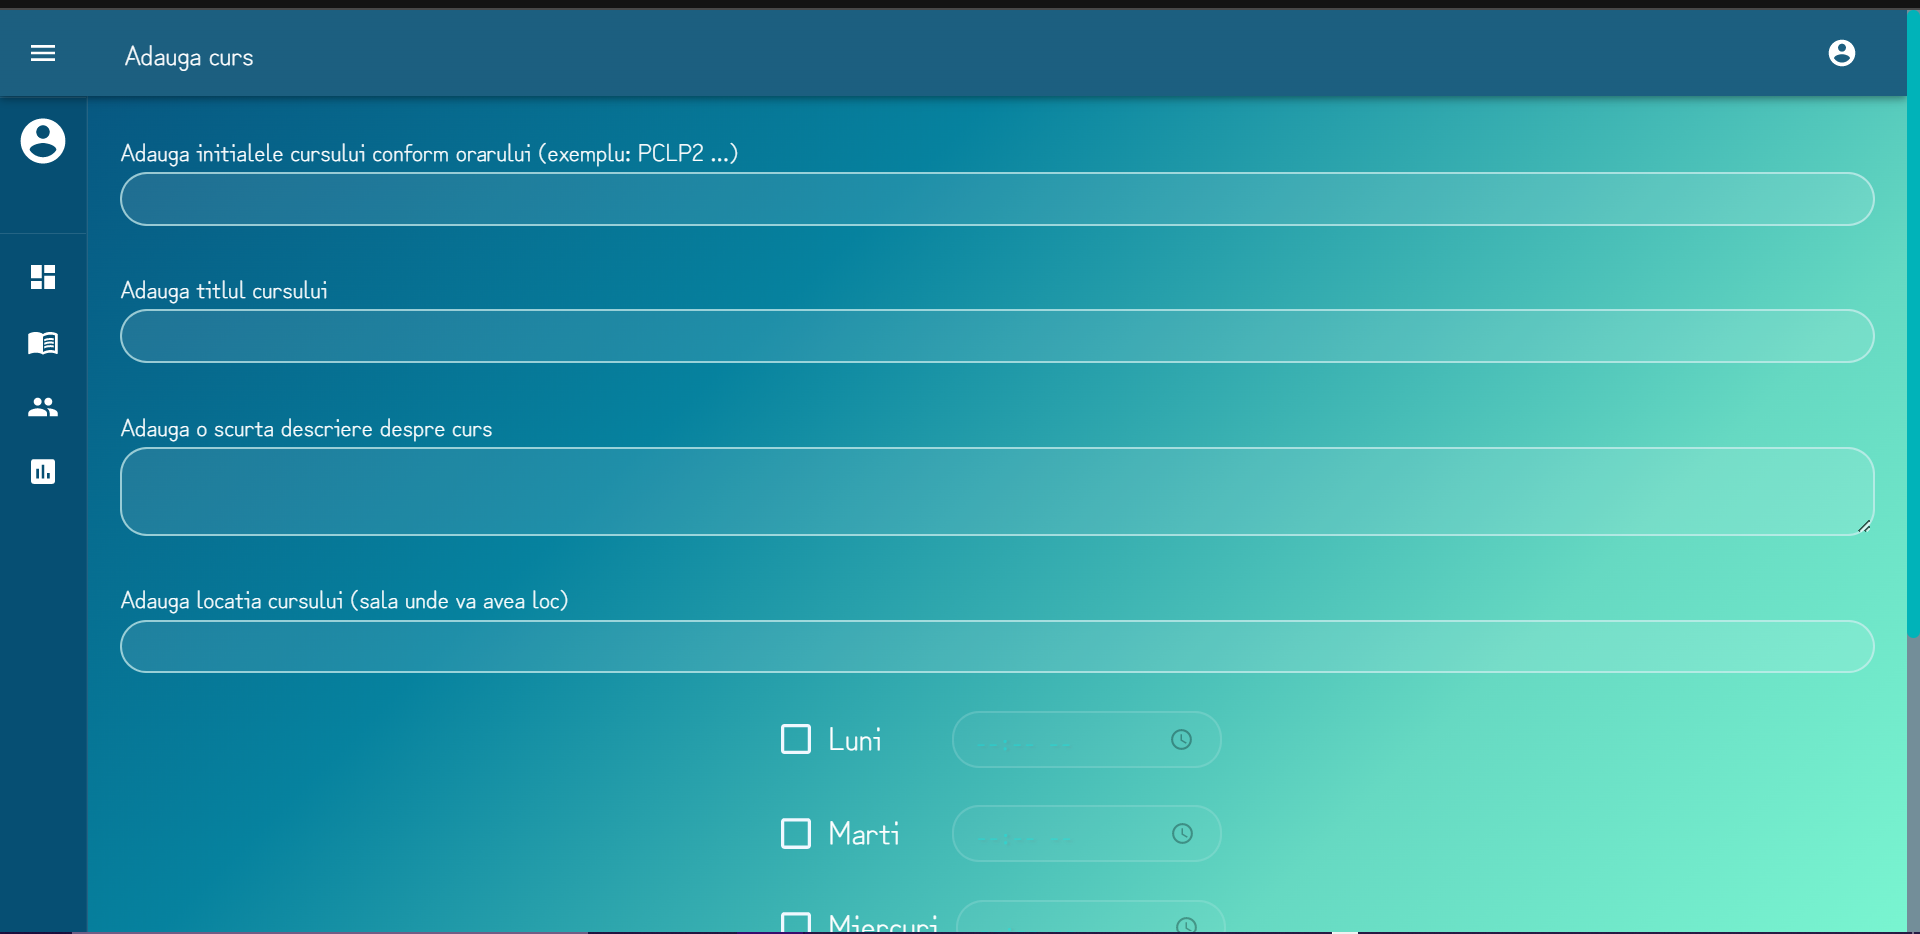 Adauga curs
Adauga initialele cursului conform orarului (exemplu: PCLP2 ...)
Adauga titlul cursului
Adauga o scurta descriere despre curs
Adauga locatia cursului (sala unde va avea loc)
Luni --:-- --
Marti --:-- --
Miercuri